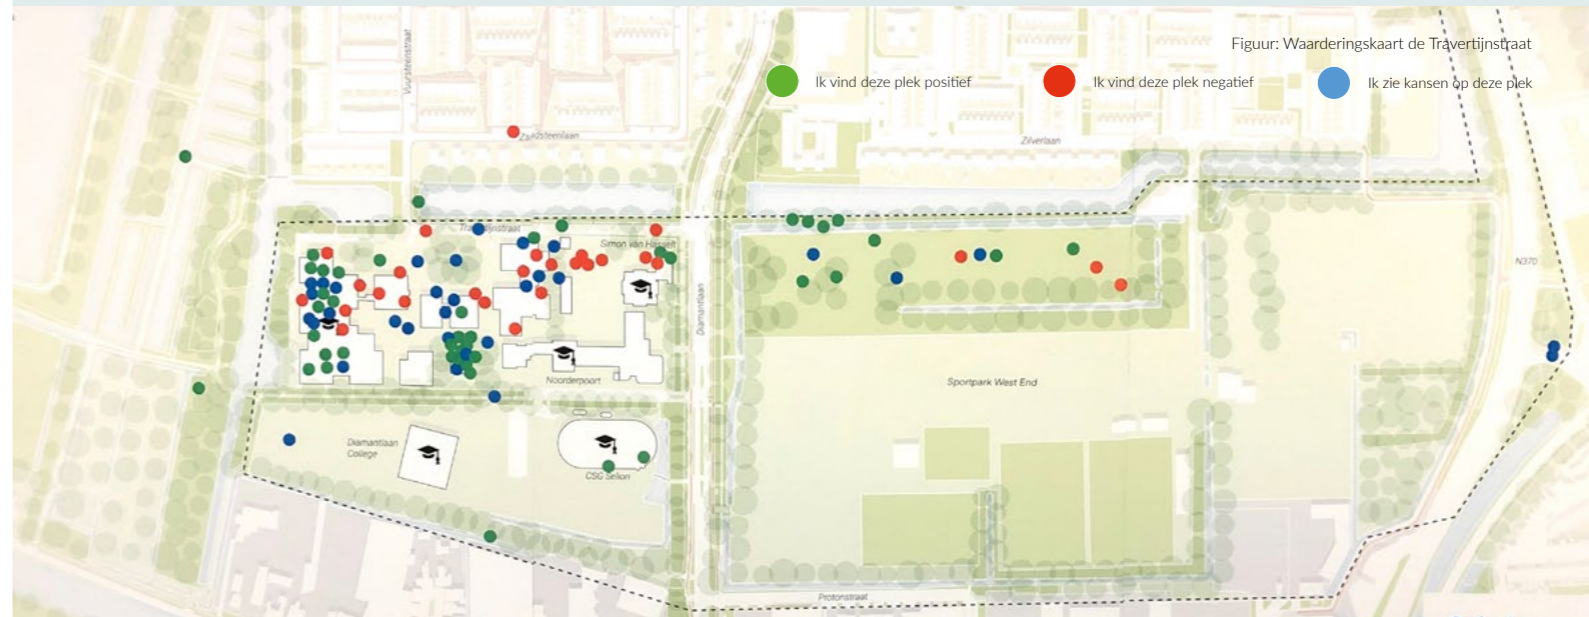 Figuur: Waarderingskaart de Travertijnstraat
Ik vind deze plek positief
Ik vind deze plek negatief
Ik zie kansen op deze plek
Vuursteenstraat
Zilverlaan
Simon van Hasselt
Diamantlaan
N370
Noorderpoort
Sportpark West End
Diamantlaan
College
CSG Selion
Protonstraat